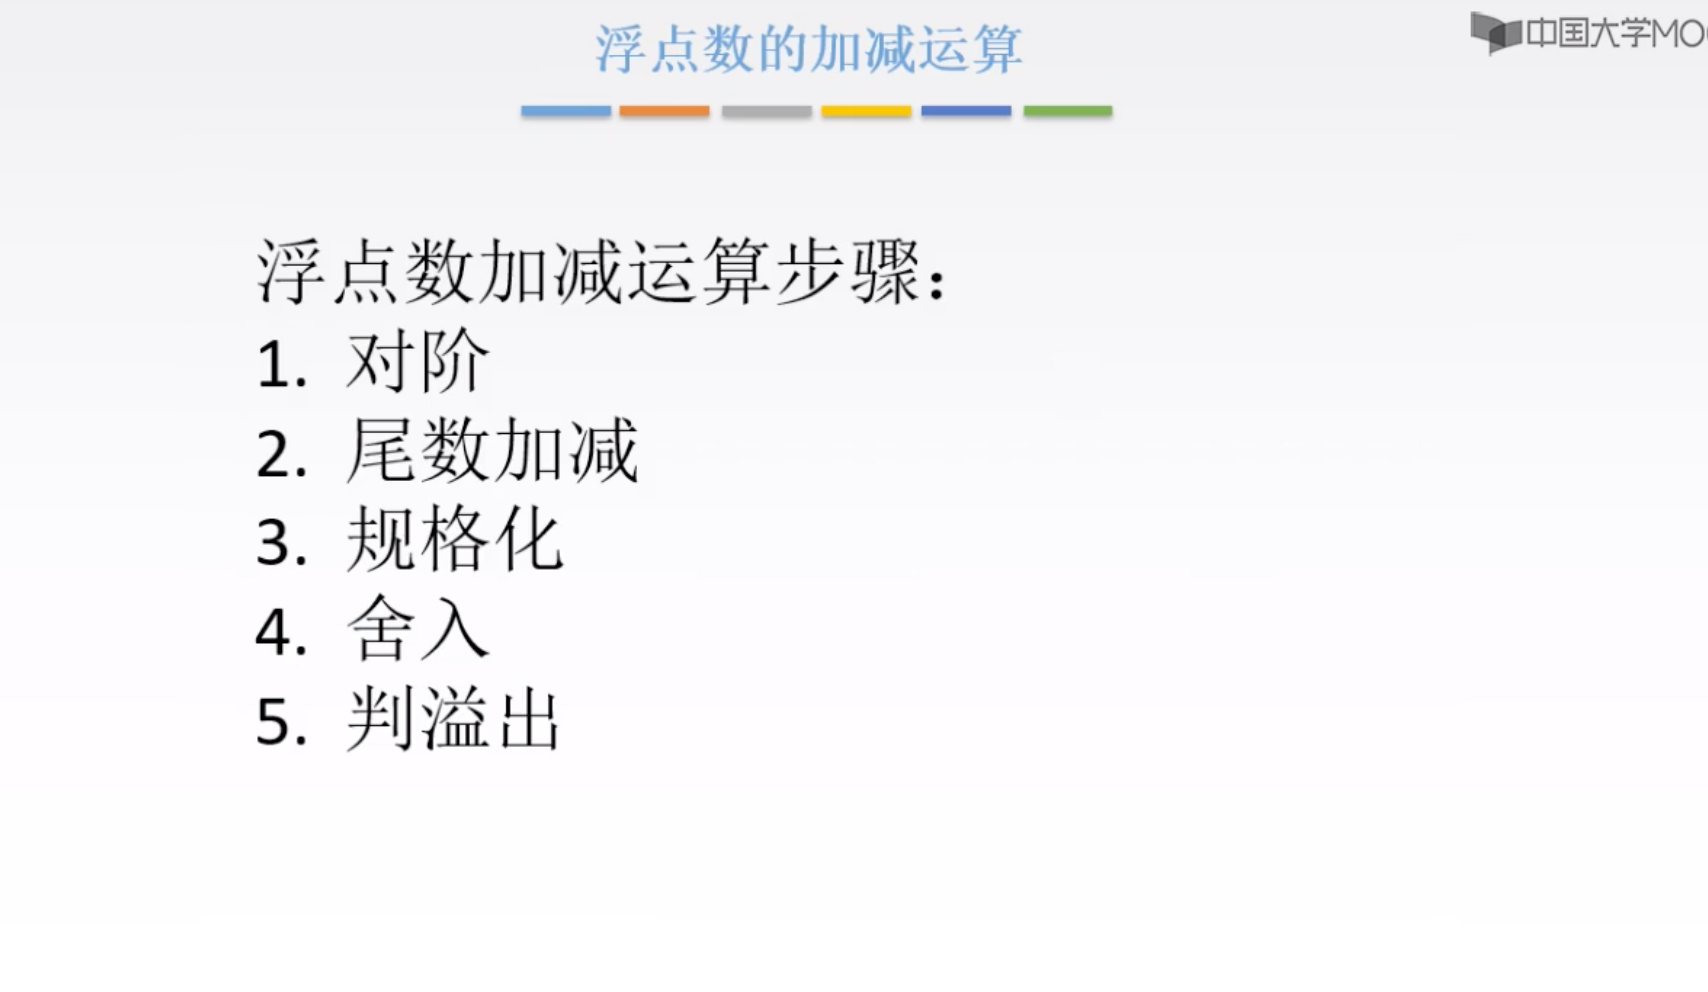 浮点数的加减运算
中国大学MOO
浮点数加减运算步骤：
1. 对阶
2. 尾数加减
3. 规格化
4. 舍入
5. 判溢出